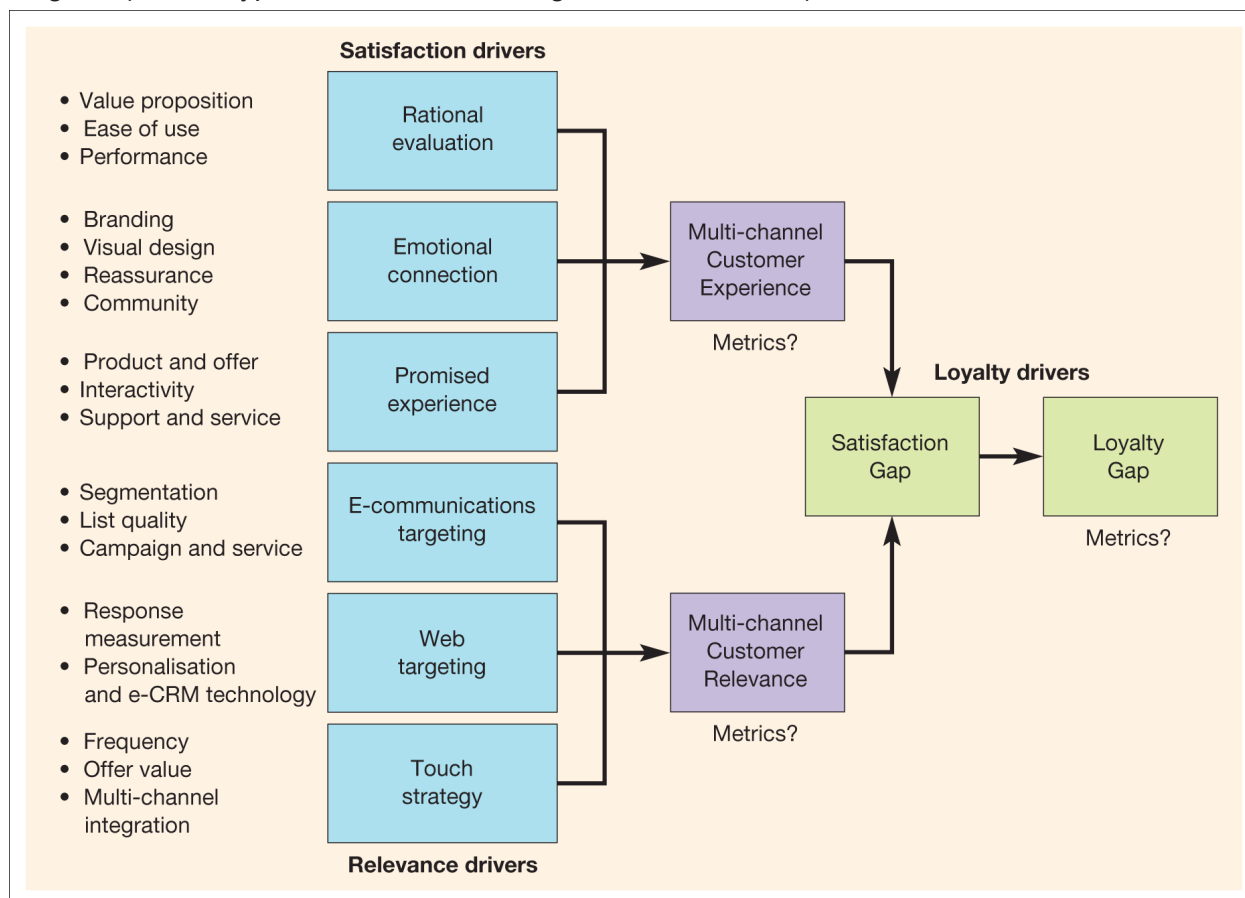 Satisfaction drivers
• Value proposition
• Ease of use
• Performance
Rational
evaluation
• Branding
• Visual design
• Reassurance
• Community
Emotional
connection
• Product and offer
• Interactivity
• Support and service
Promised
experience
Multi-channel
Customer
Experience
Metrics?
• Segmentation
• List quality
• Campaign and service
E-communications
targeting
• Response
measurement
• Personalisation
and e-CRM technology
Web
targeting
• Frequency
• Offer value
• Multi-channel
integration
Touch
strategy
Relevance drivers
Multi-channel
Customer
Relevance
Metrics?
Loyalty drivers
Satisfaction
Gap
Loyalty
Gap
Metrics?